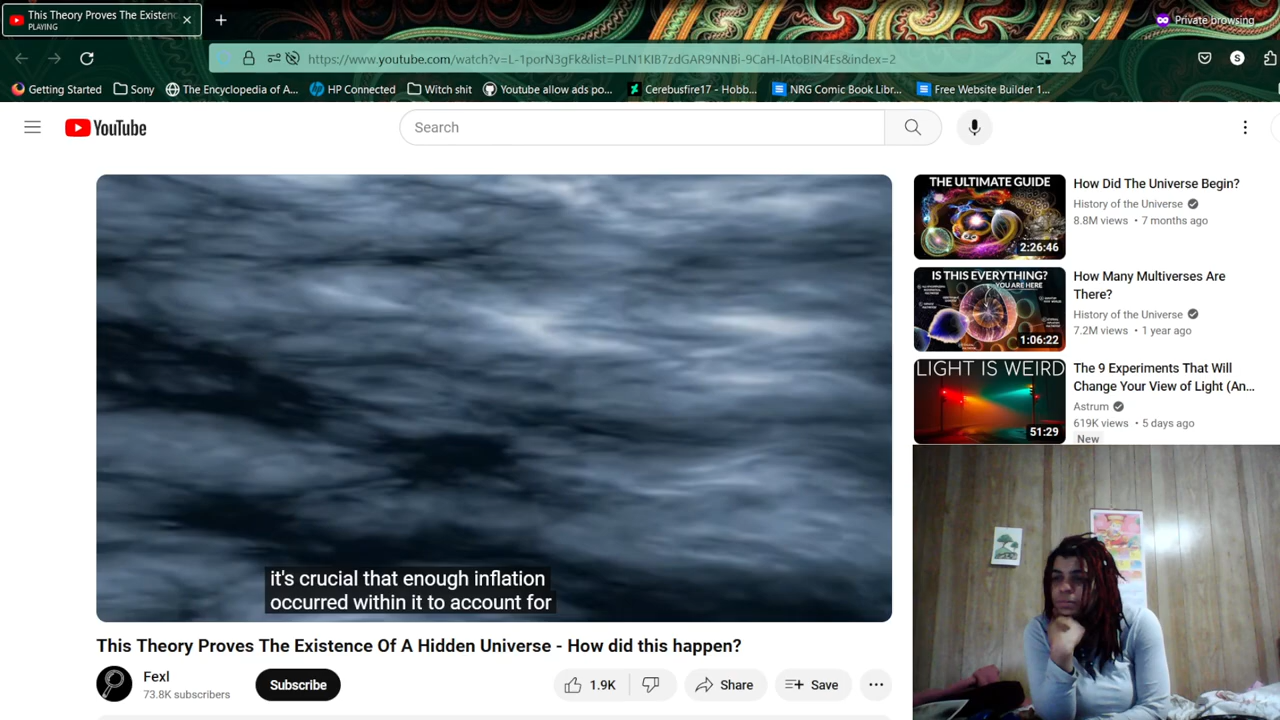 This Theory Proves The Existenc
PLAYING
Private browsing
https://www.youtube.com/watch?v=L-1porN3gFk&list=PLN1KIB7zdGAR9NNBi-9CaH-lAtoBIN4Es&index=2
S
Getting Started
Sony
The Encyclopedia of A...
HP Connected
Witch shit
Youtube allow ads po...
Cerebusfire17 - Hobb...
NRG Comic Book Libr...
Free Website Builder 1...
YouTube
Search
THE ULTIMATE GUIDE
2:26:46
How Did The Universe Begin?
History of the Universe
8.8M views • 7 months ago
IS THIS EVERYTHING?
YOU ARE HERE
1:06:22
How Many Multiverses Are
There?
History of the Universe
7.2M views • 1 year ago
LIGHT IS WEIRD
51:29
The 9 Experiments That Will
Change Your View of Light (An...
Astrum
619K views • 5 days ago
New
it's crucial that enough inflation
occurred within it to account for
This Theory Proves The Existence Of A Hidden Universe - How did this happen?
Fexl
73.8K subscribers
Subscribe
1.9K
Share
Save